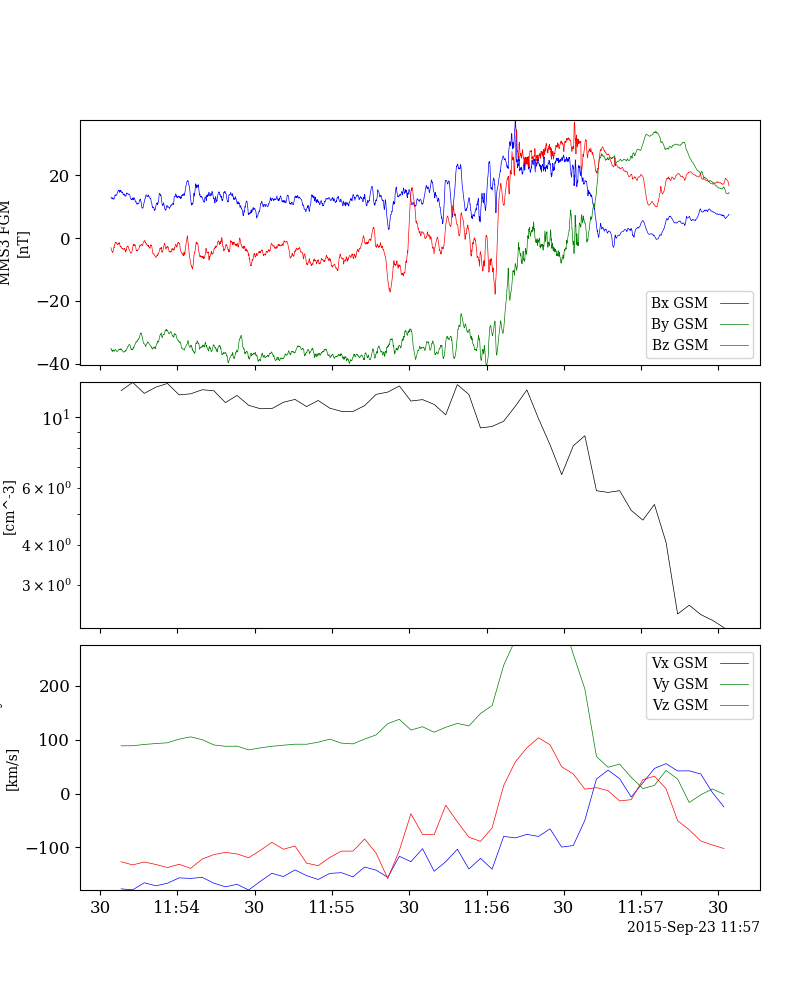 MMS3 FGM
[nT]
20
0
−20
−40
Bx GSM
By GSM
Bz GSM
[cm^-3]
10¹
6 × 10⁰
4 × 10⁰
3 × 10⁰
[km/s]
200
100
0
−100
Vx GSM
Vy GSM
Vz GSM
30 11:54 30 11:55 30 11:56 30 11:57 30
2015-Sep-23 11:57